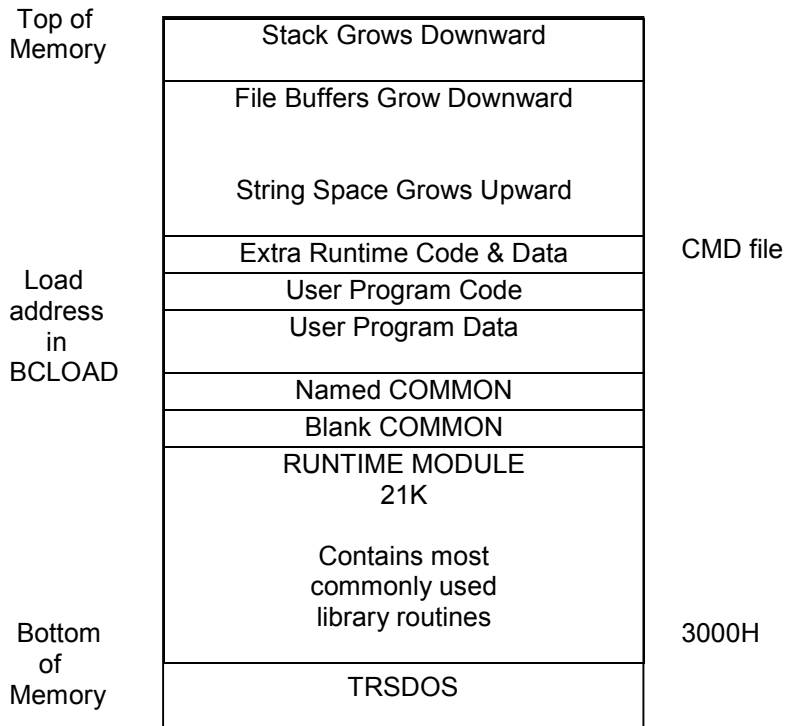 Top of
Memory
Stack Grows Downward
File Buffers Grow Downward
String Space Grows Upward
Extra Runtime Code & Data
CMD file
Load
address
in
BCLOAD
User Program Code
User Program Data
Named COMMON
Blank COMMON
RUNTIME MODULE
21K
Contains most
commonly used
library routines
Bottom
of
Memory
3000H
TRSDOS